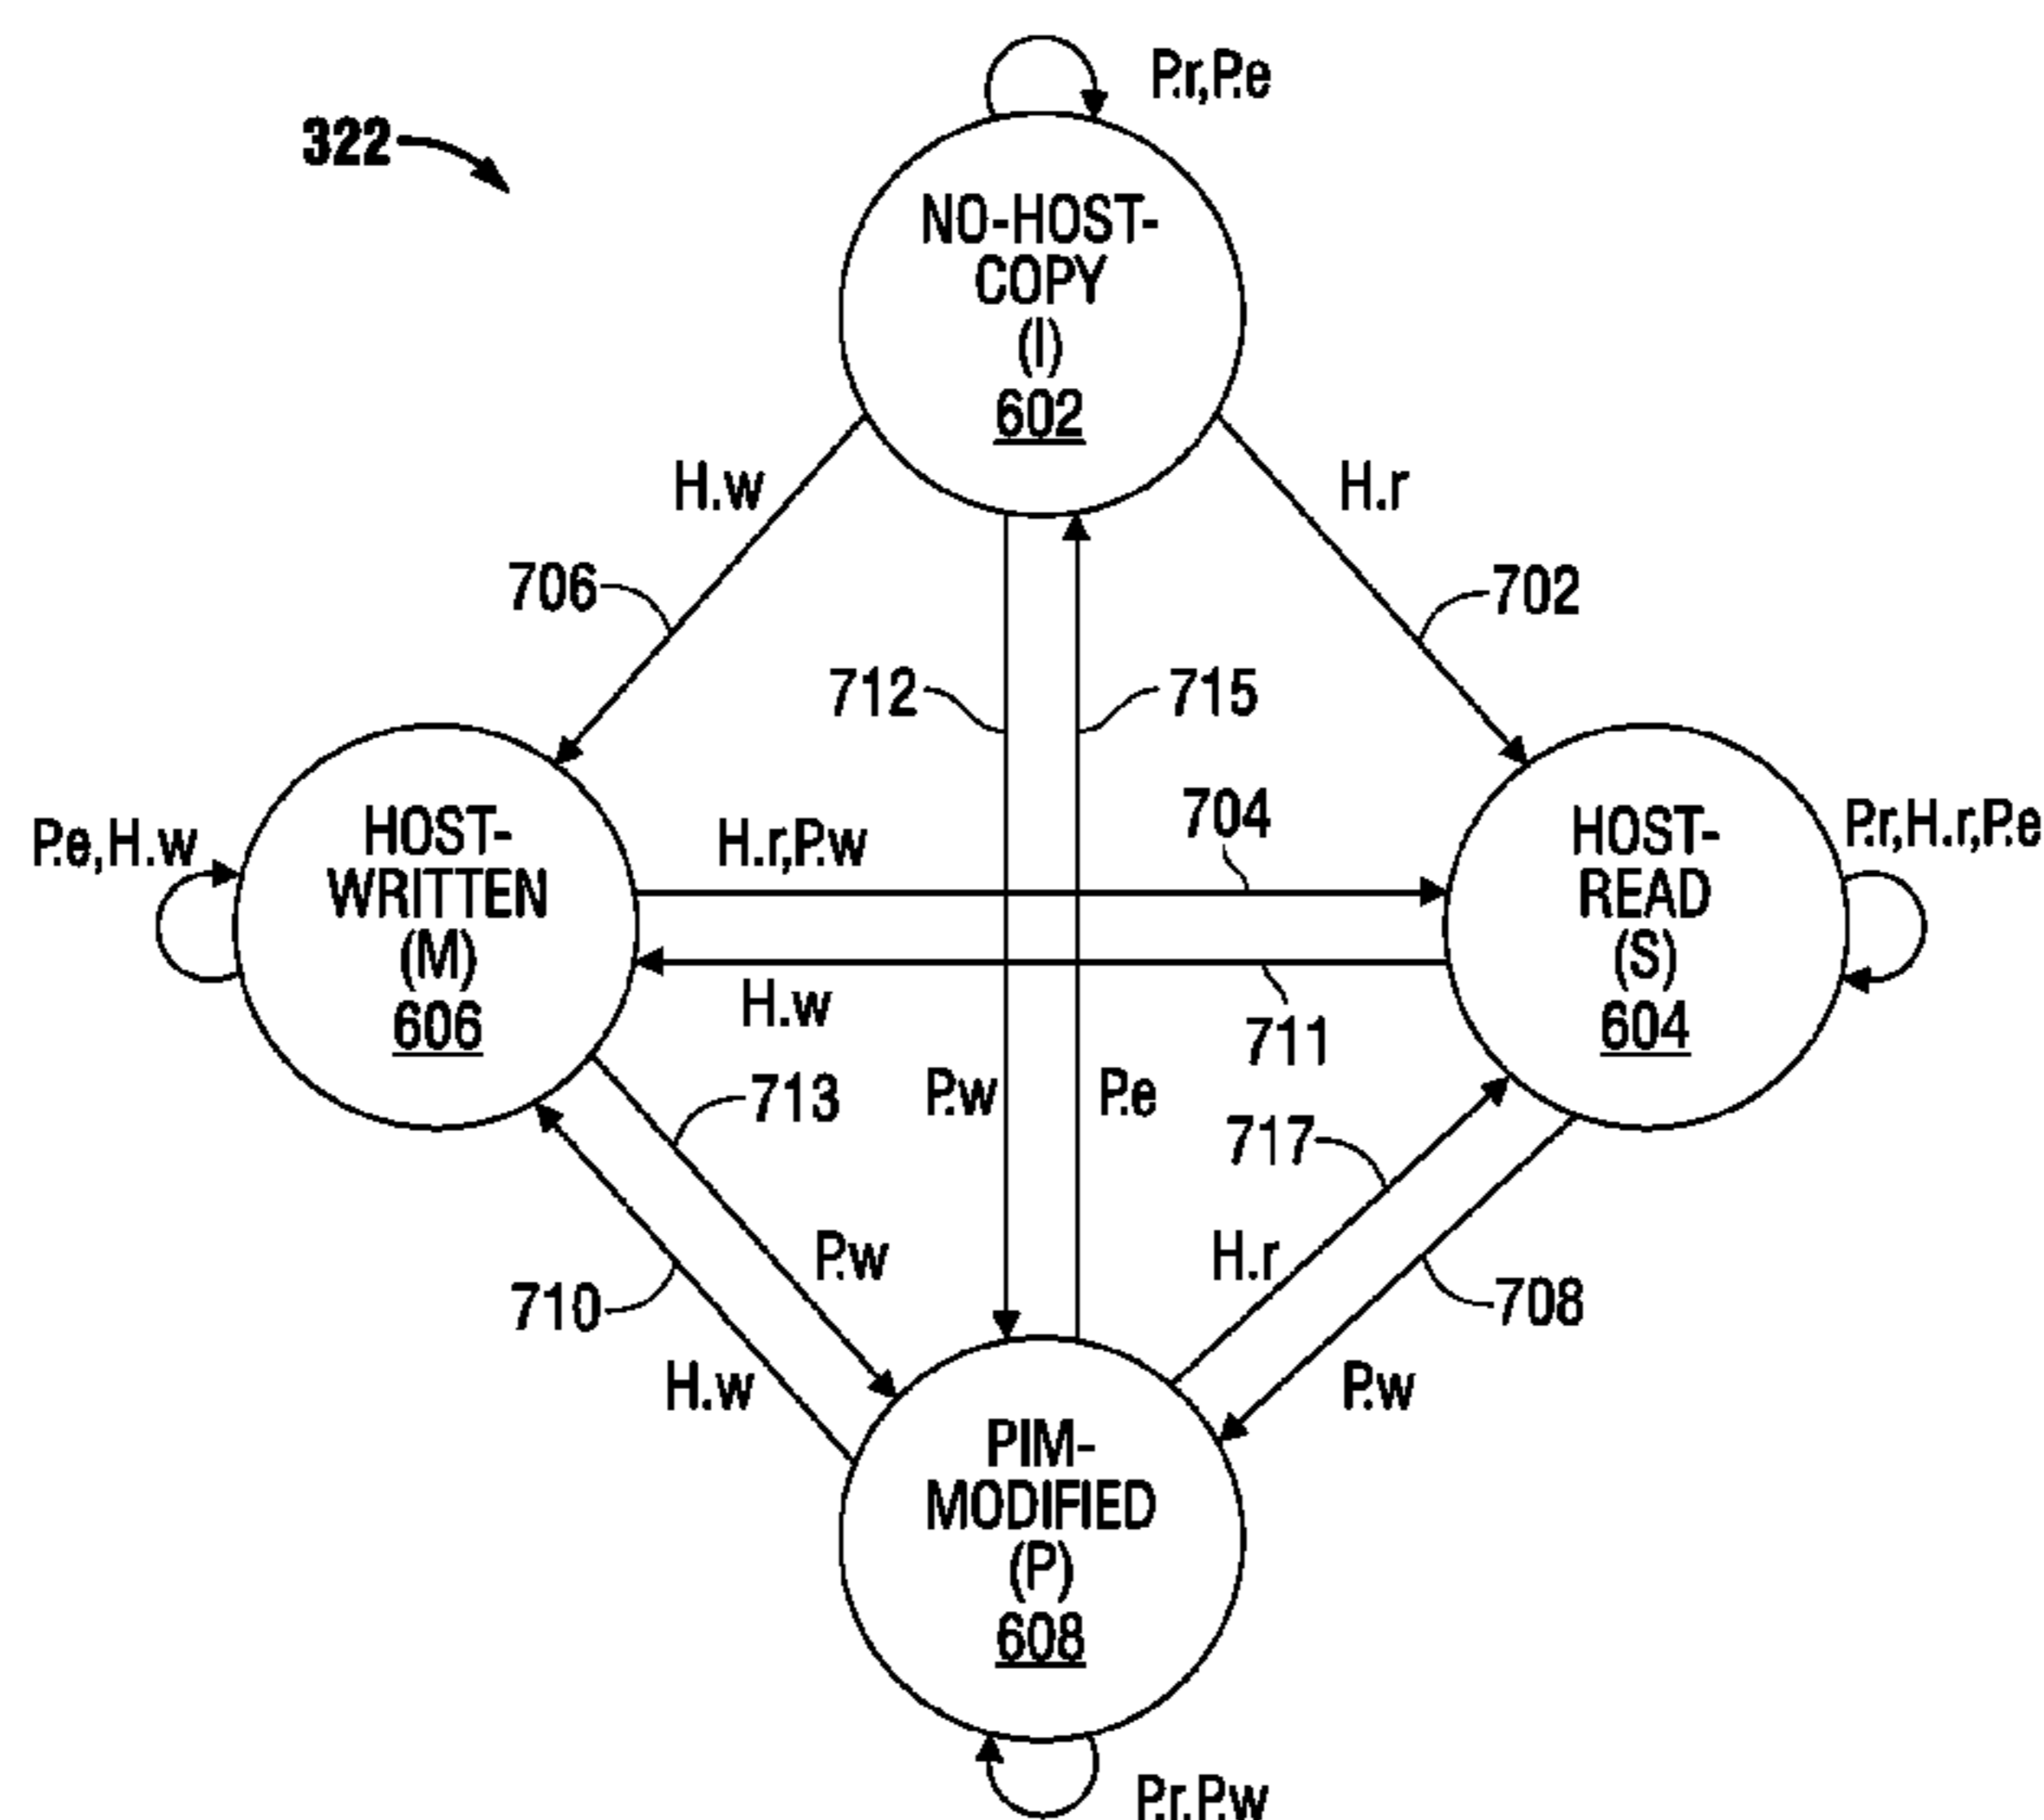 P.r,P.e
322
NO-HOST-
COPY
(I)
602
H.w
H.r
706
702
712
715
HOST-
WRITTEN
(M)
606
P.e,H.w
H.r,P.w
704
HOST-
READ
(S)
604
P.r,H.r,P.e
H.w
711
713
P.w
P.e
717
P.w
H.r
710
708
H.w
P.w
PIM-
MODIFIED
(P)
608
P.r,P.w